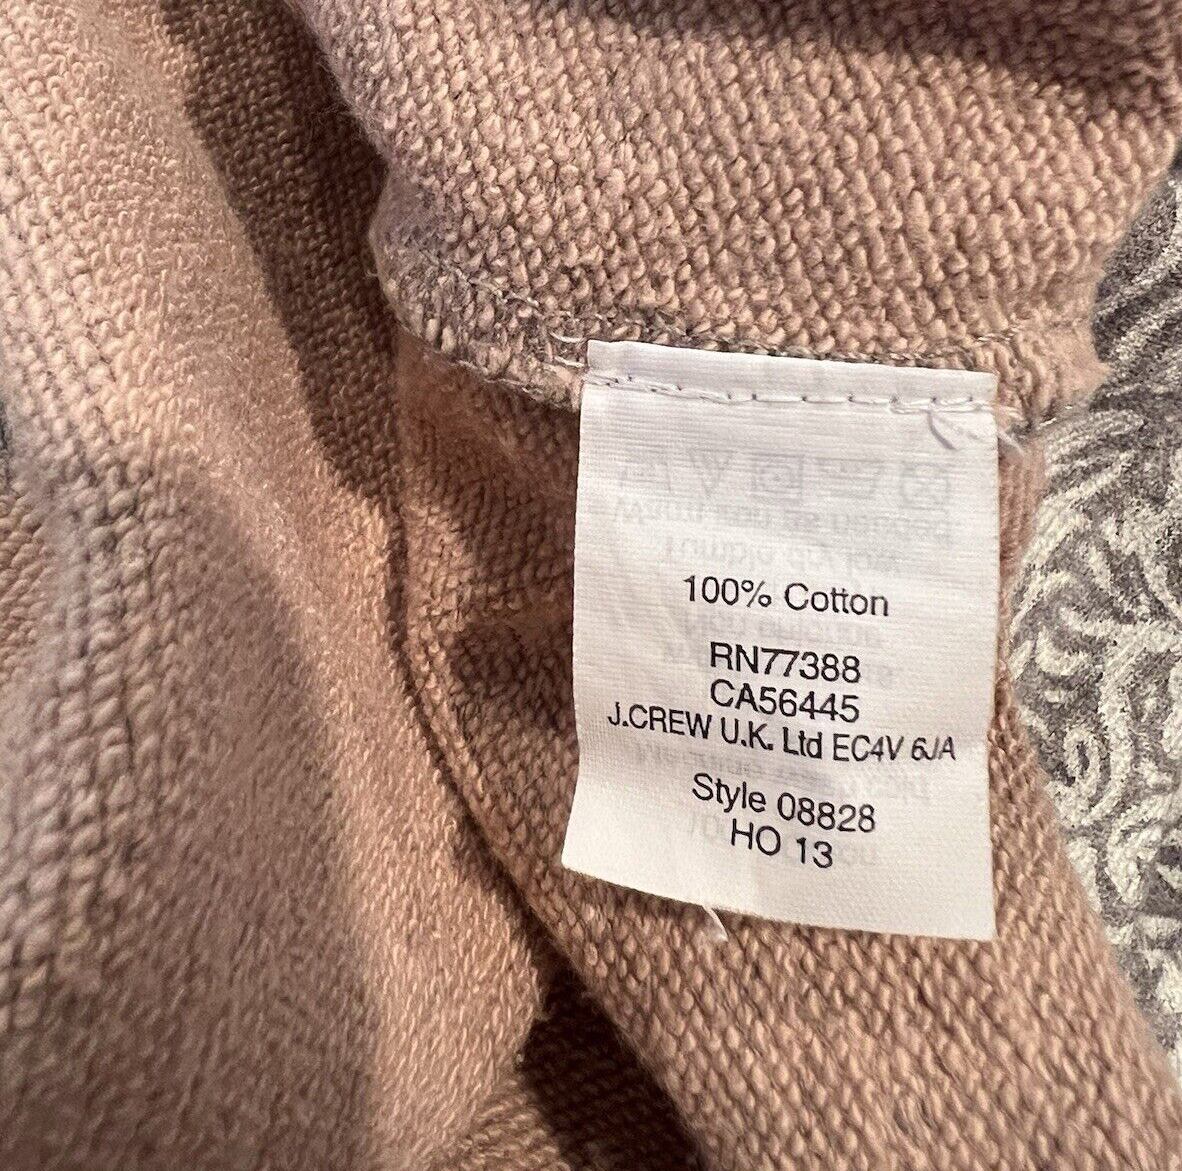 100% Cotton
RN77388
CA56445
J.CREW U.K. Ltd EC4V 6JA
Style 08828
HO 13